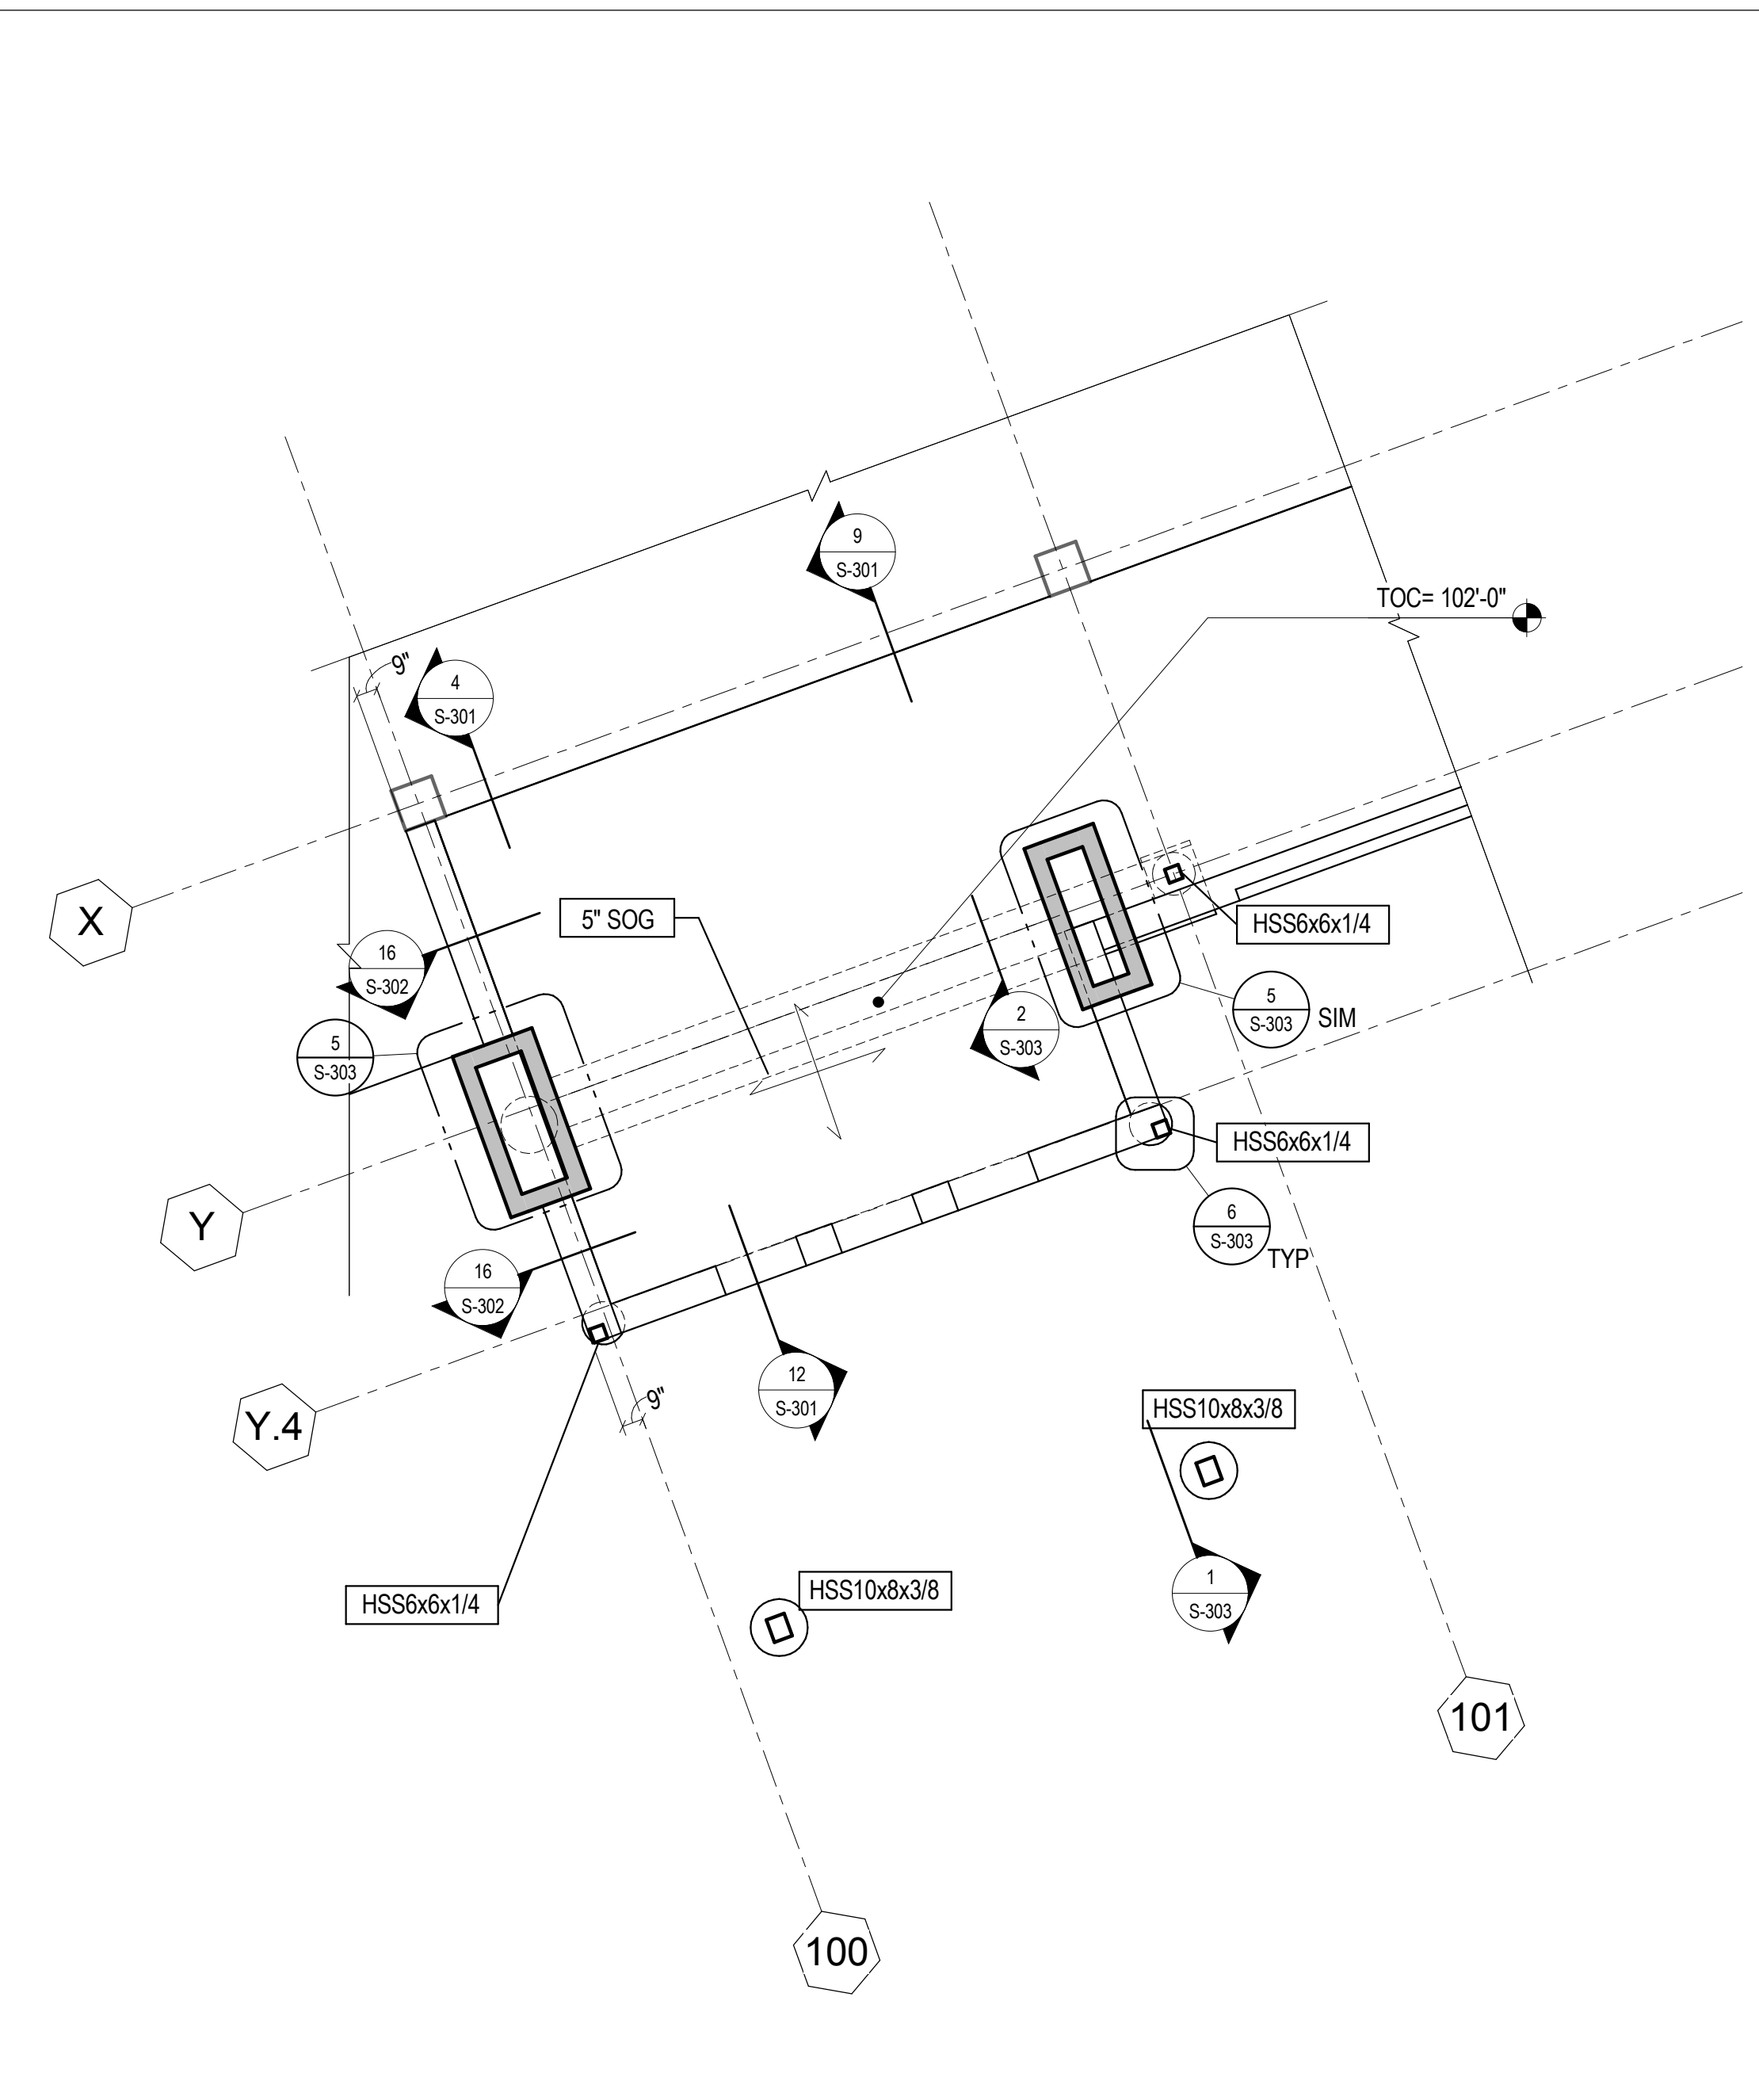 9
S-301
TOC= 102'-0"
9"
4
S-301
X
5" SOG
HSS6x6x1/4
16
S-302
5
S-303
SIM
2
S-303
5
S-303
HSS6x6x1/4
Y
6
S-303
TYP
16
S-302
12
S-301
9"
Y.4
HSS10x8x3/8
1
S-303
HSS10x8x3/8
HSS6x6x1/4
101
100